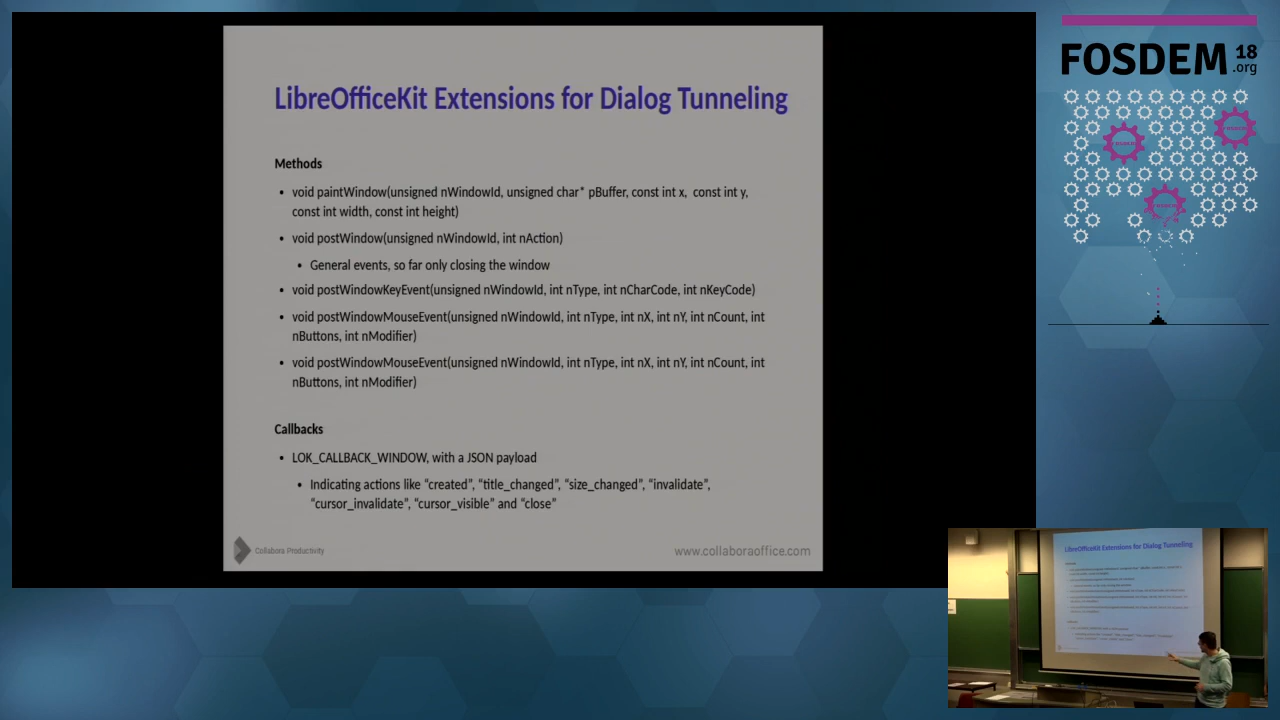 LibreOfficeKit Extensions for Dialog Tunneling
Methods
• void paintWindow(unsigned nWindowId, unsigned char* pBuffer, const int x, const int y,
const int width, const int height)
• void postWindow(unsigned nWindowId, int nAction)
• General events, so far only closing the window
• void postWindowKeyEvent(unsigned nWindowId, int nType, int nCharCode, int nKeyCode)
• void postWindowMouseEvent(unsigned nWindowId, int nType, int nX, int nY, int nCount, int
nButtons, int nModifier)
• void postWindowMouseEvent(unsigned nWindowId, int nType, int nX, int nY, int nCount, int
nButtons, int nModifier)
Callbacks
• LOK_CALLBACK_WINDOW, with a JSON payload
• Indicating actions like “created”, “title_changed”, “size_changed”, “invalidate”,
“cursor_invalidate”, “cursor_visible” and “close”
Collabora Productivity
www.collaboraoffice.com
FOSDEM 18
.org
LibreOfficeKit Extensions for Dialog Tunneling